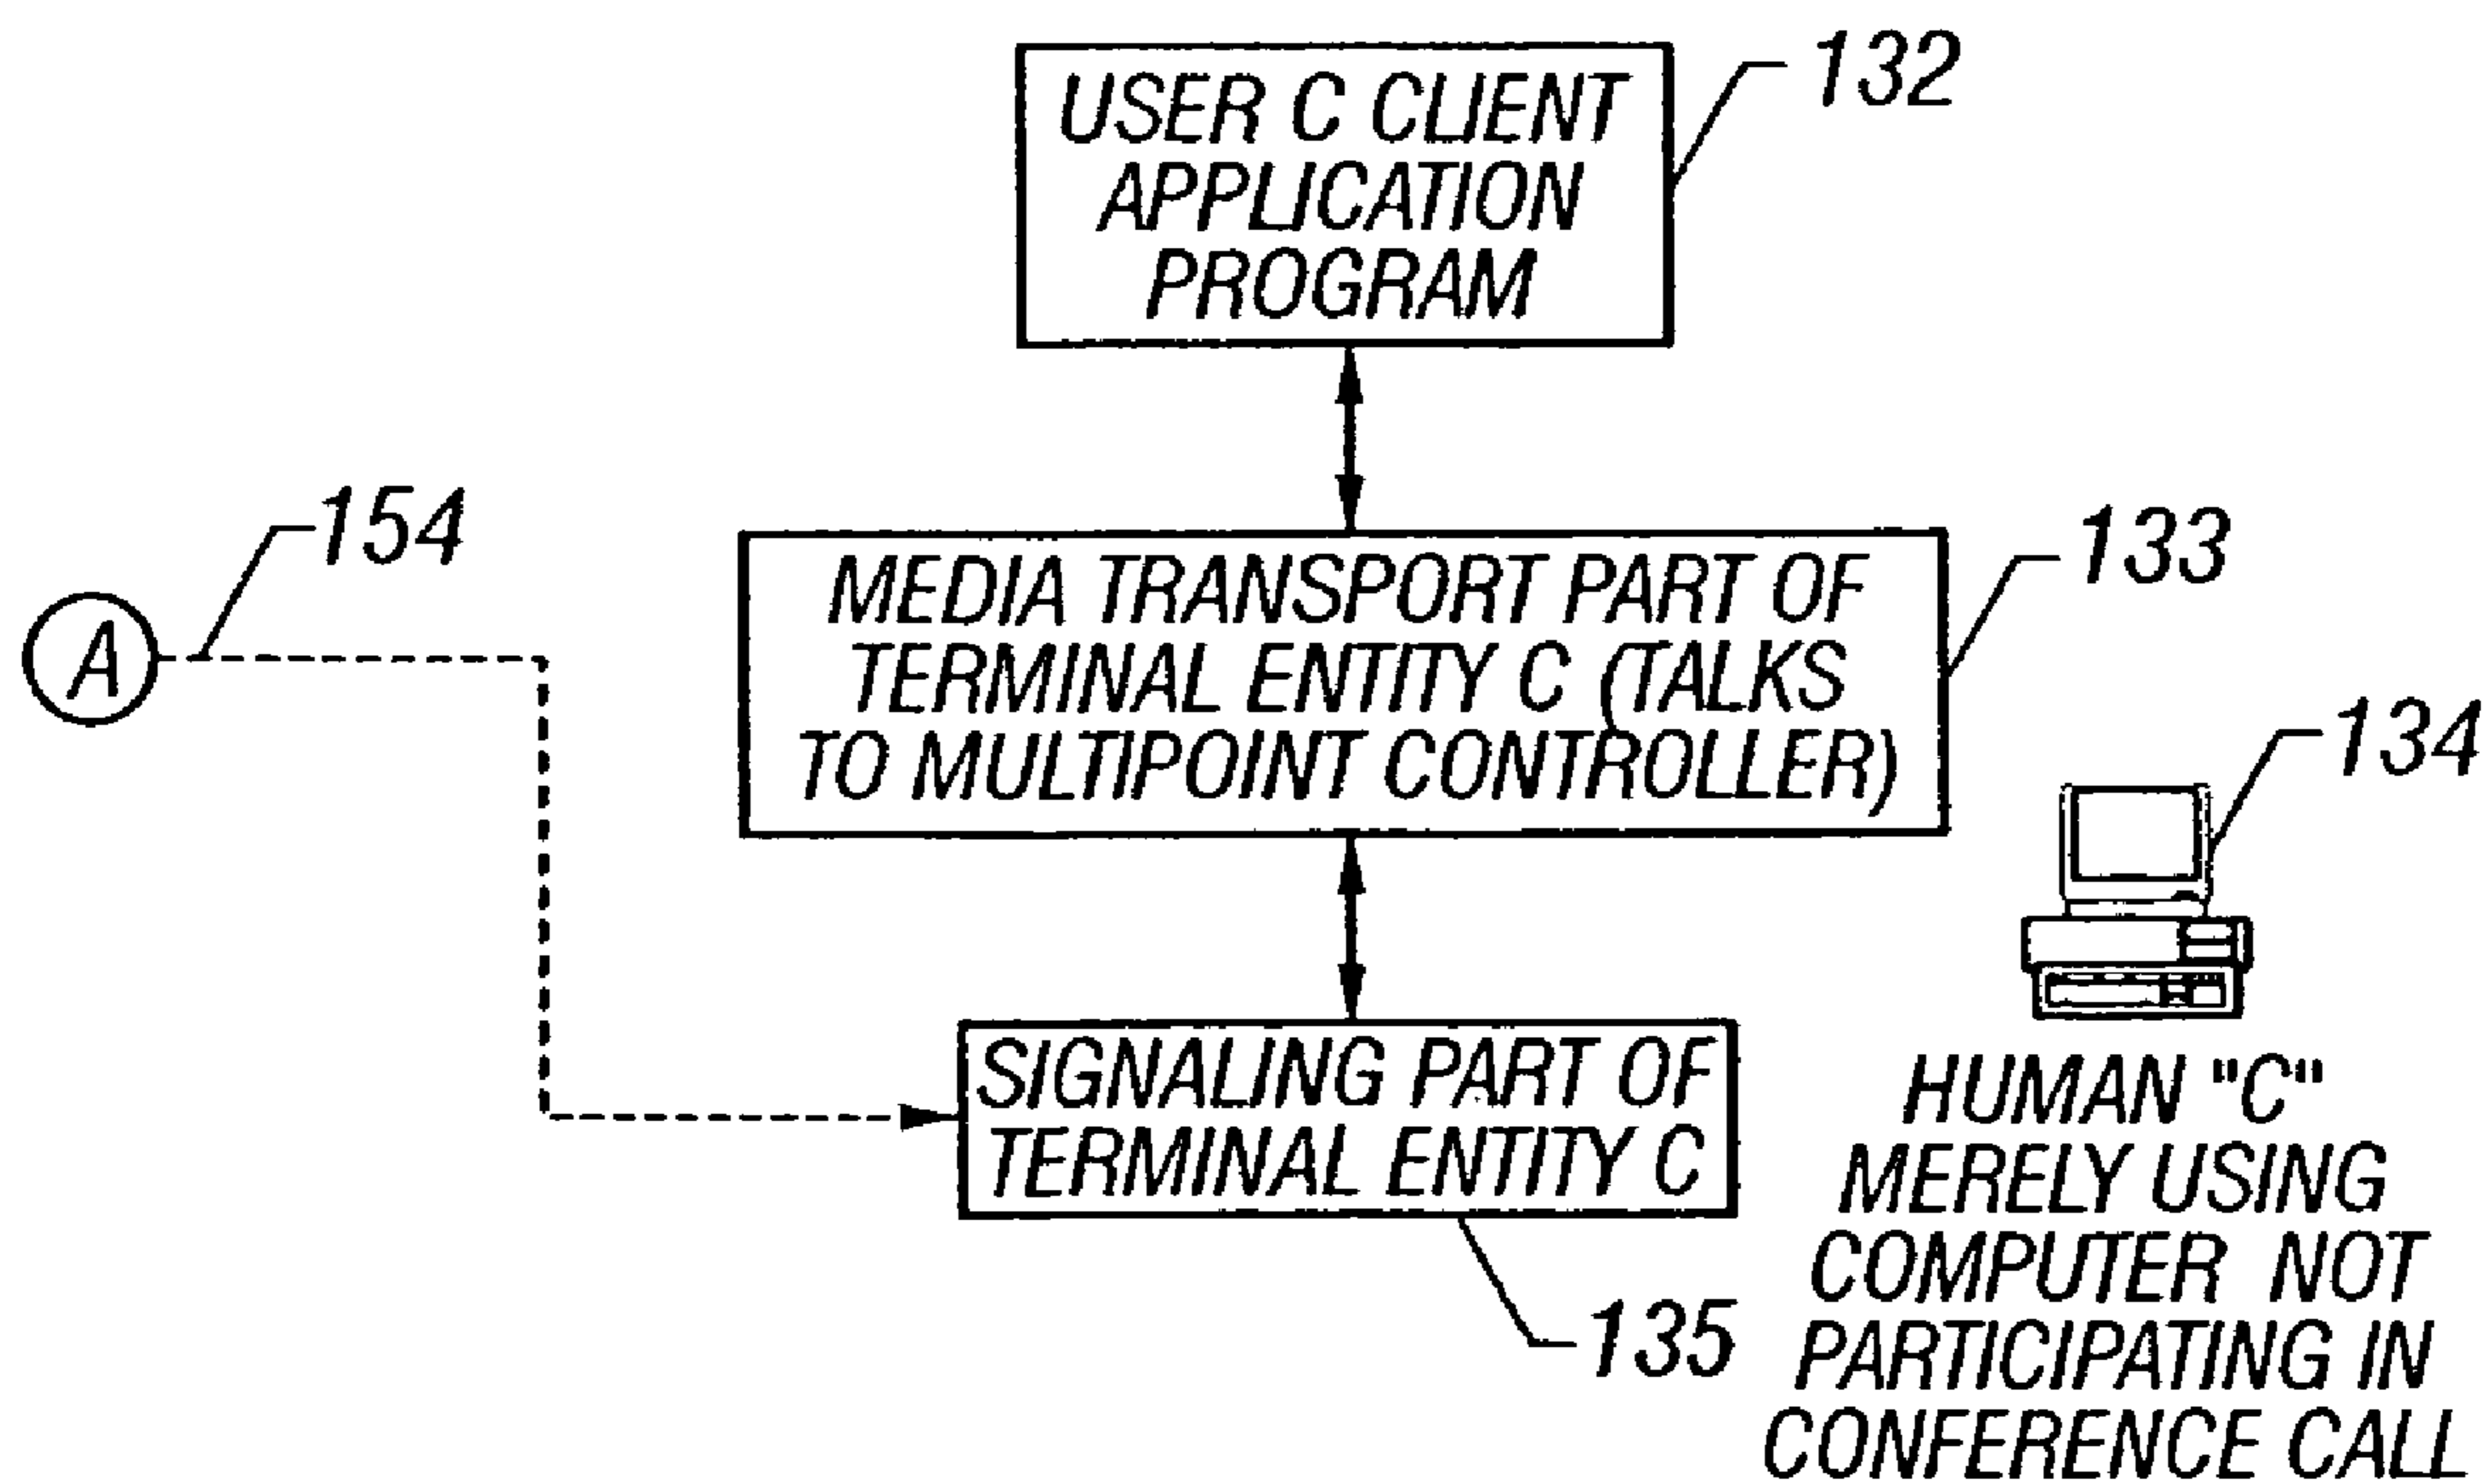 132
USER C CLIENT
APPLICATION
PROGRAM
154
A
133
MEDIA TRANSPORT PART OF
TERMINAL ENTITY C (TALKS
TO MULTIPOINT CONTROLLER)
134
SIGNALING PART OF
TERMINAL ENTITY C
135
HUMAN "C"
MERELY USING
COMPUTER NOT
PARTICIPATING IN
CONFERENCE CALL